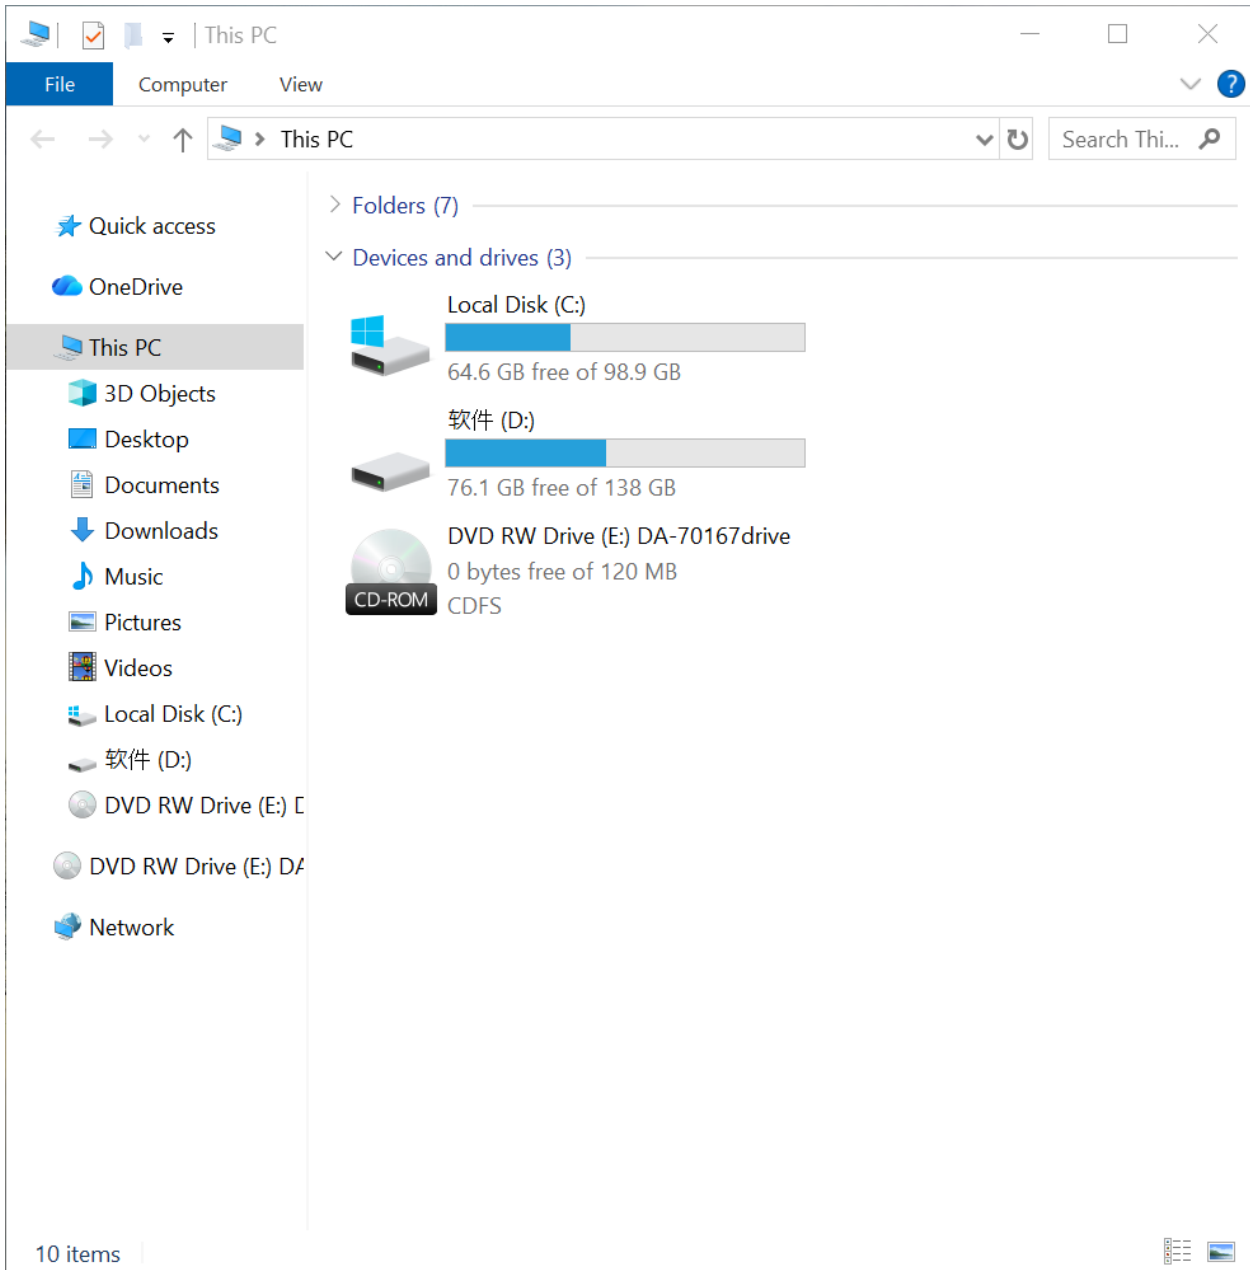 This PC
File Computer View
?
This PC Search Thi...
Quick access
OneDrive
This PC
3D Objects
Desktop
Documents
Downloads
Music
Pictures
Videos
Local Disk (C:)
软件 (D:)
DVD RW Drive (E:) D
DVD RW Drive (E:) DA
Network
Folders (7)
Devices and drives (3)
Local Disk (C:)
64.6 GB free of 98.9 GB
软件 (D:)
76.1 GB free of 138 GB
DVD RW Drive (E:) DA-70167drive
0 bytes free of 120 MB
CD-ROM
CDFS
10 items